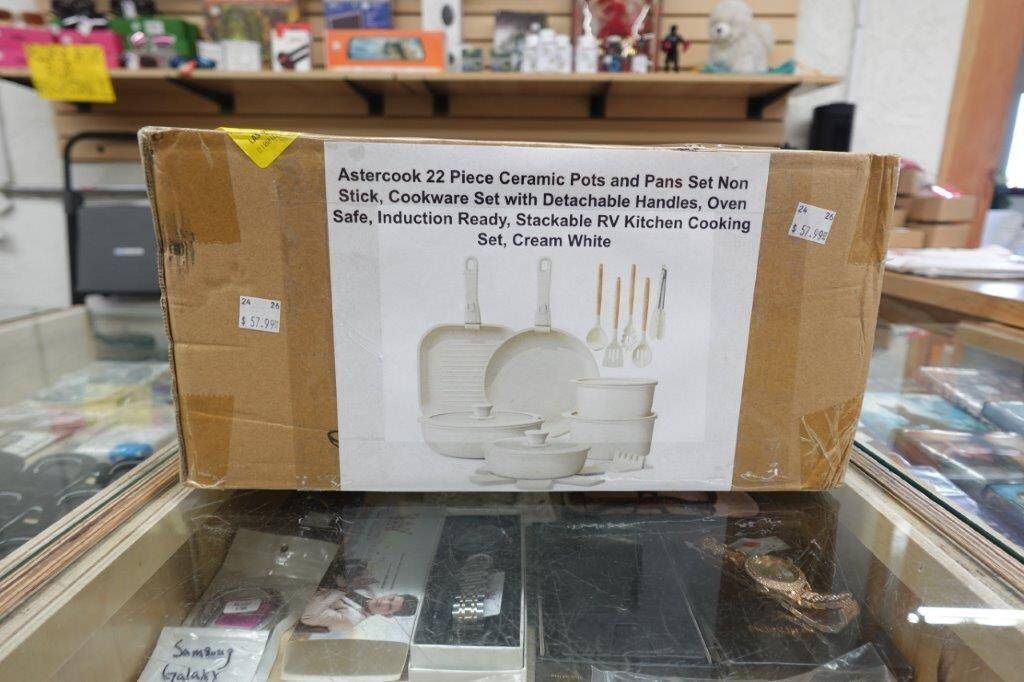 Astercook 22 Piece Ceramic Pots and Pans Set Non
Stick, Cookware Set with Detachable Handles, Oven
Safe, Induction Ready, Stackable RV Kitchen Cooking
Set, Cream White
24 26
$ 57.99
24 26
$ 57.99
Samsung
Galaxy